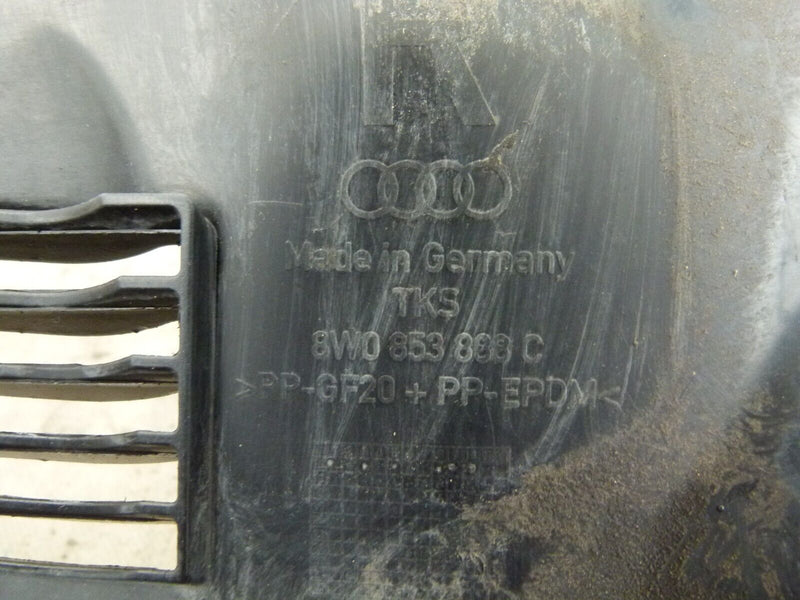 Made in Germany
TKS
8W0 853 888 C
>PP-GF20 + PP-EPDM<